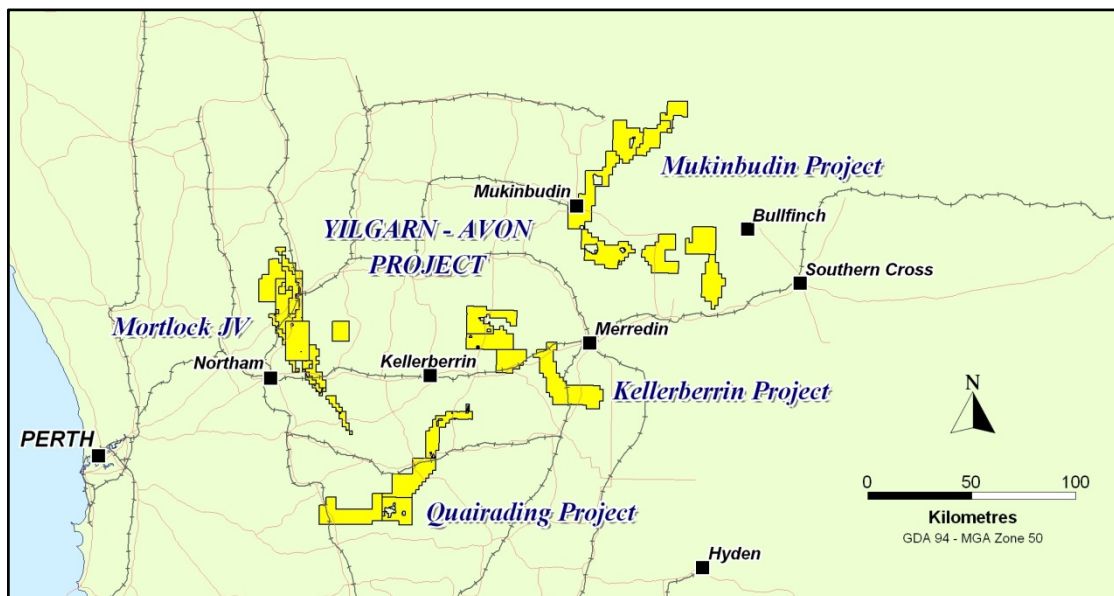 Mukinbudin Project
Mukinbudin
Bullfinch
YILGARN - AVON
PROJECT
Southern Cross
Mortlock JV
Merredin
Northam
Kellerberrin
Kellerberrin Project
N
PERTH
0 50 100
Kilometres
GDA 94 - MGA Zone 50
Quairading Project
Hyden